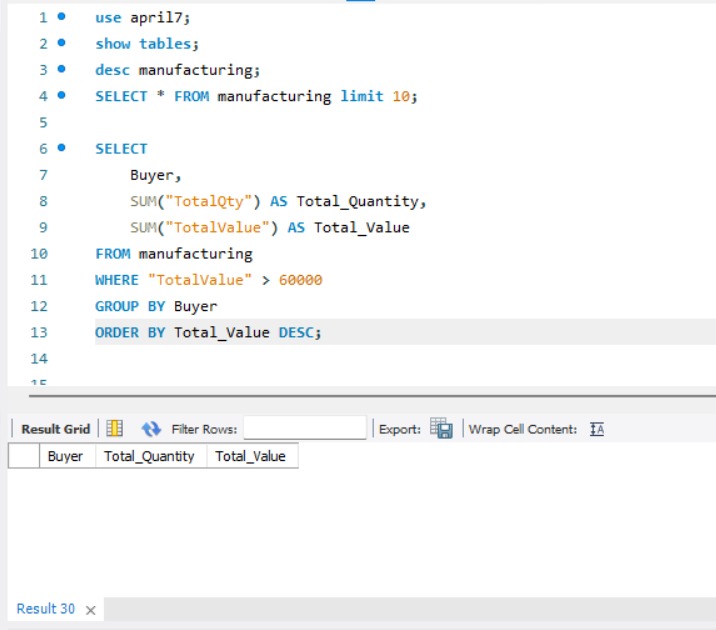 1 use april7;
2 show tables;
3 desc manufacturing;
4 SELECT * FROM manufacturing limit 10;
5
6 SELECT
7 Buyer,
8 SUM("TotalQty") AS Total_Quantity,
9 SUM("TotalValue") AS Total_Value
10 FROM manufacturing
11 WHERE "TotalValue" > 60000
12 GROUP BY Buyer
13 ORDER BY Total_Value DESC;
14
15
Result Grid Filter Rows: Export: Wrap Cell Content: IA
Buyer Total_Quantity Total_Value
Result 30 ×